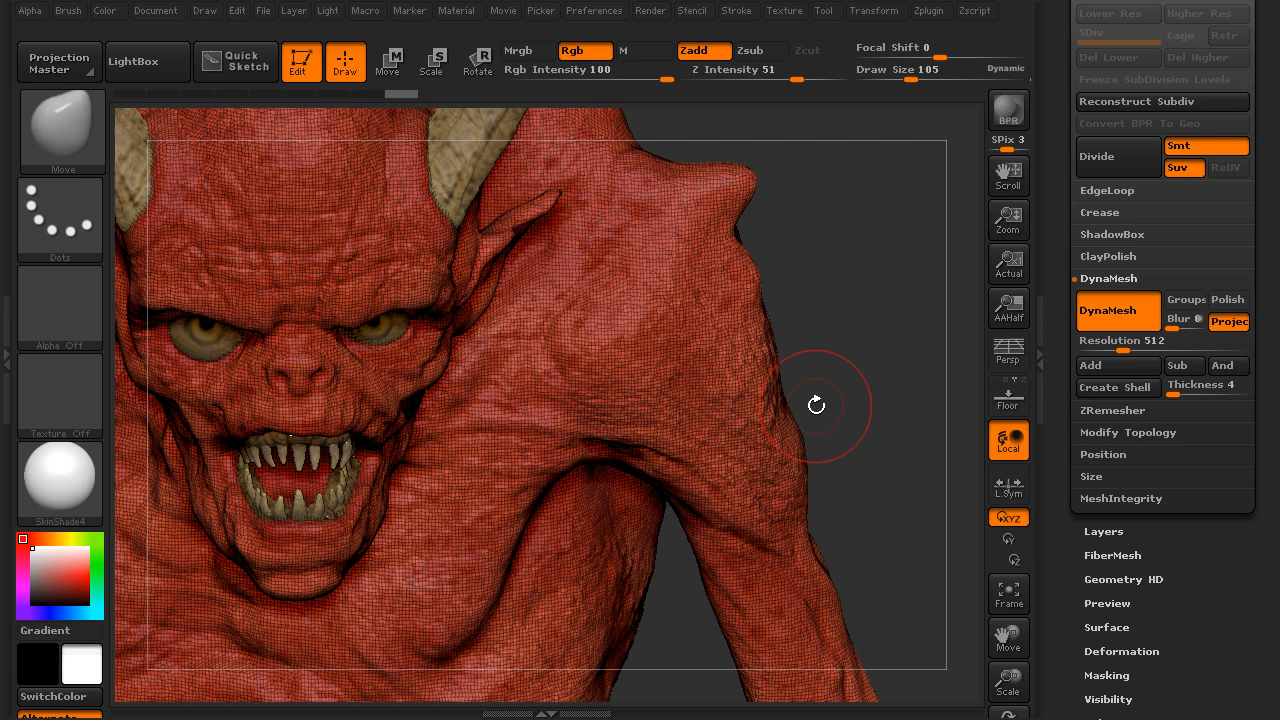 Alpha Brush Color Document Draw Edit File Layer Light Macro Marker Material Movie Picker Preferences Render Stencil Stroke Texture Tool Transform Zplugin Zscript
Projection Master
LightBox
Quick Sketch
Edit
Draw
Move
Scale
Rotate
Mrgb Rgb M Zadd Zsub Zcut
Rgb Intensity 100 Z Intensity 51
Focal Shift 0
Draw Size 105 Dynamic
Move
Dots
Alpha Off
Texture Off
SkinShade4
Gradient
SwitchColor
Alternate
BPR
SPix 3
Scroll
Zoom
Actual
AAHalf
Persp
Floor
Local
L.Sym
XYZ
Frame
Move
Scale
Lower Res Higher Res
SDiv Cage Rstr
Del Lower Del Higher
Freeze SubDivision Levels
Reconstruct Subdiv
Convert BPR To Geo
Divide Smt
Suv ReUV
EdgeLoop
Crease
ShadowBox
ClayPolish
DynaMesh
DynaMesh Groups Polish
Blur 0 Projec
Resolution 512
Add Sub And
Create Shell Thickness 4
ZRemesher
Modify Topology
Position
Size
MeshIntegrity
Layers
FiberMesh
Geometry HD
Preview
Surface
Deformation
Masking
Visibility